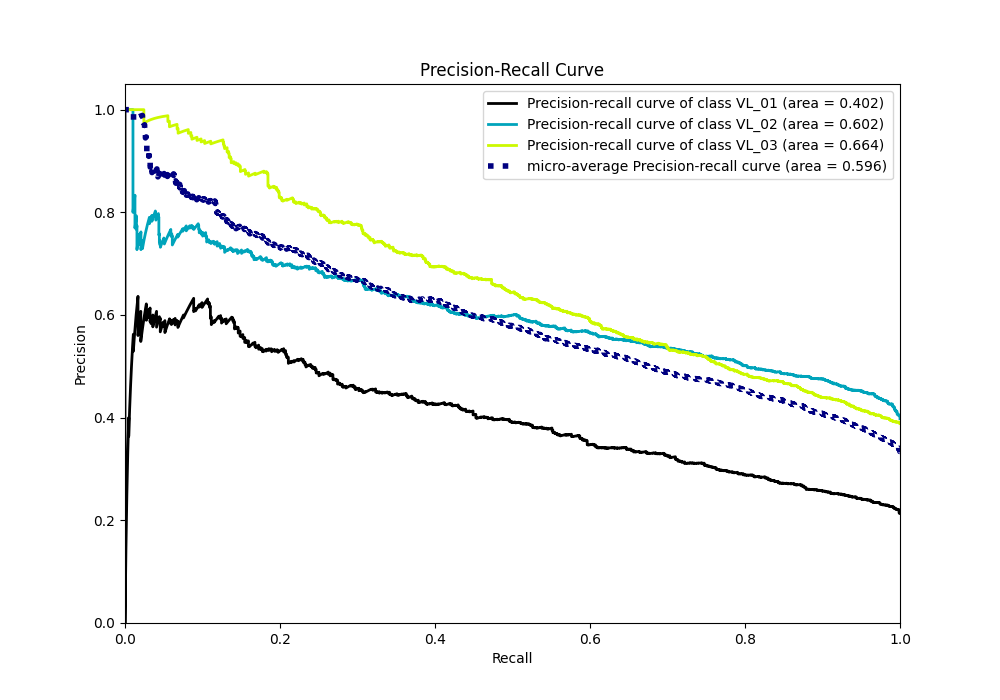 Precision-Recall Curve
Precision-recall curve of class VL_01 (area = 0.402)
Precision-recall curve of class VL_02 (area = 0.602)
Precision-recall curve of class VL_03 (area = 0.664)
micro-average Precision-recall curve (area = 0.596)
1.0
0.8
0.6
0.4
0.2
0.0
Precision
0.0 0.2 0.4 0.6 0.8 1.0
Recall